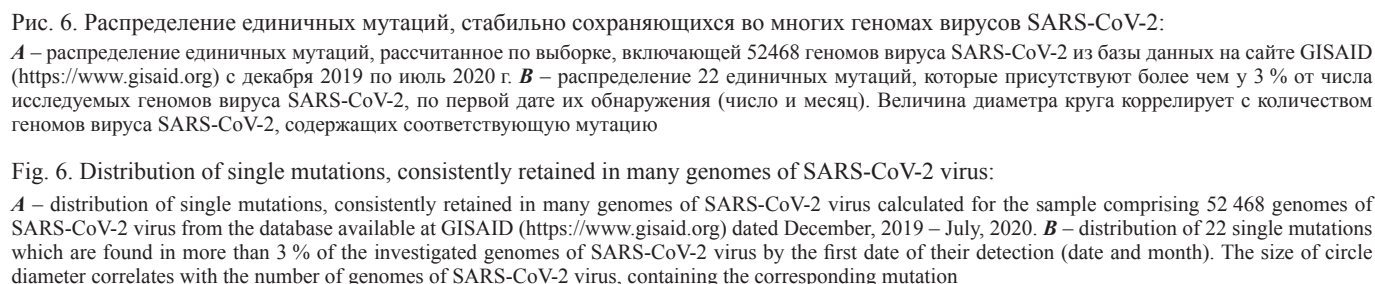 Рис. 6. Распределение единичных мутаций, стабильно сохраняющихся во многих геномах вирусов SARS-CoV-2:
A – распределение единичных мутаций, рассчитанное по выборке, включающей 52468 геномов вируса SARS-CoV-2 из базы данных на сайте GISAID
(https://www.gisaid.org) с декабря 2019 по июль 2020 г. B – распределение 22 единичных мутаций, которые присутствуют более чем у 3 % от числа
исследуемых геномов вируса SARS-CoV-2, по первой дате их обнаружения (число и месяц). Величина диаметра круга коррелирует с количеством
геномов вируса SARS-CoV-2, содержащих соответствующую мутацию
Fig. 6. Distribution of single mutations, consistently retained in many genomes of SARS-CoV-2 virus:
A – distribution of single mutations, consistently retained in many genomes of SARS-CoV-2 virus calculated for the sample comprising 52 468 genomes of
SARS-CoV-2 virus from the database available at GISAID (https://www.gisaid.org) dated December, 2019 – July, 2020. B – distribution of 22 single mutations
which are found in more than 3 % of the investigated genomes of SARS-CoV-2 virus by the first date of their detection (date and month). The size of circle
diameter correlates with the number of genomes of SARS-CoV-2 virus, containing the corresponding mutation